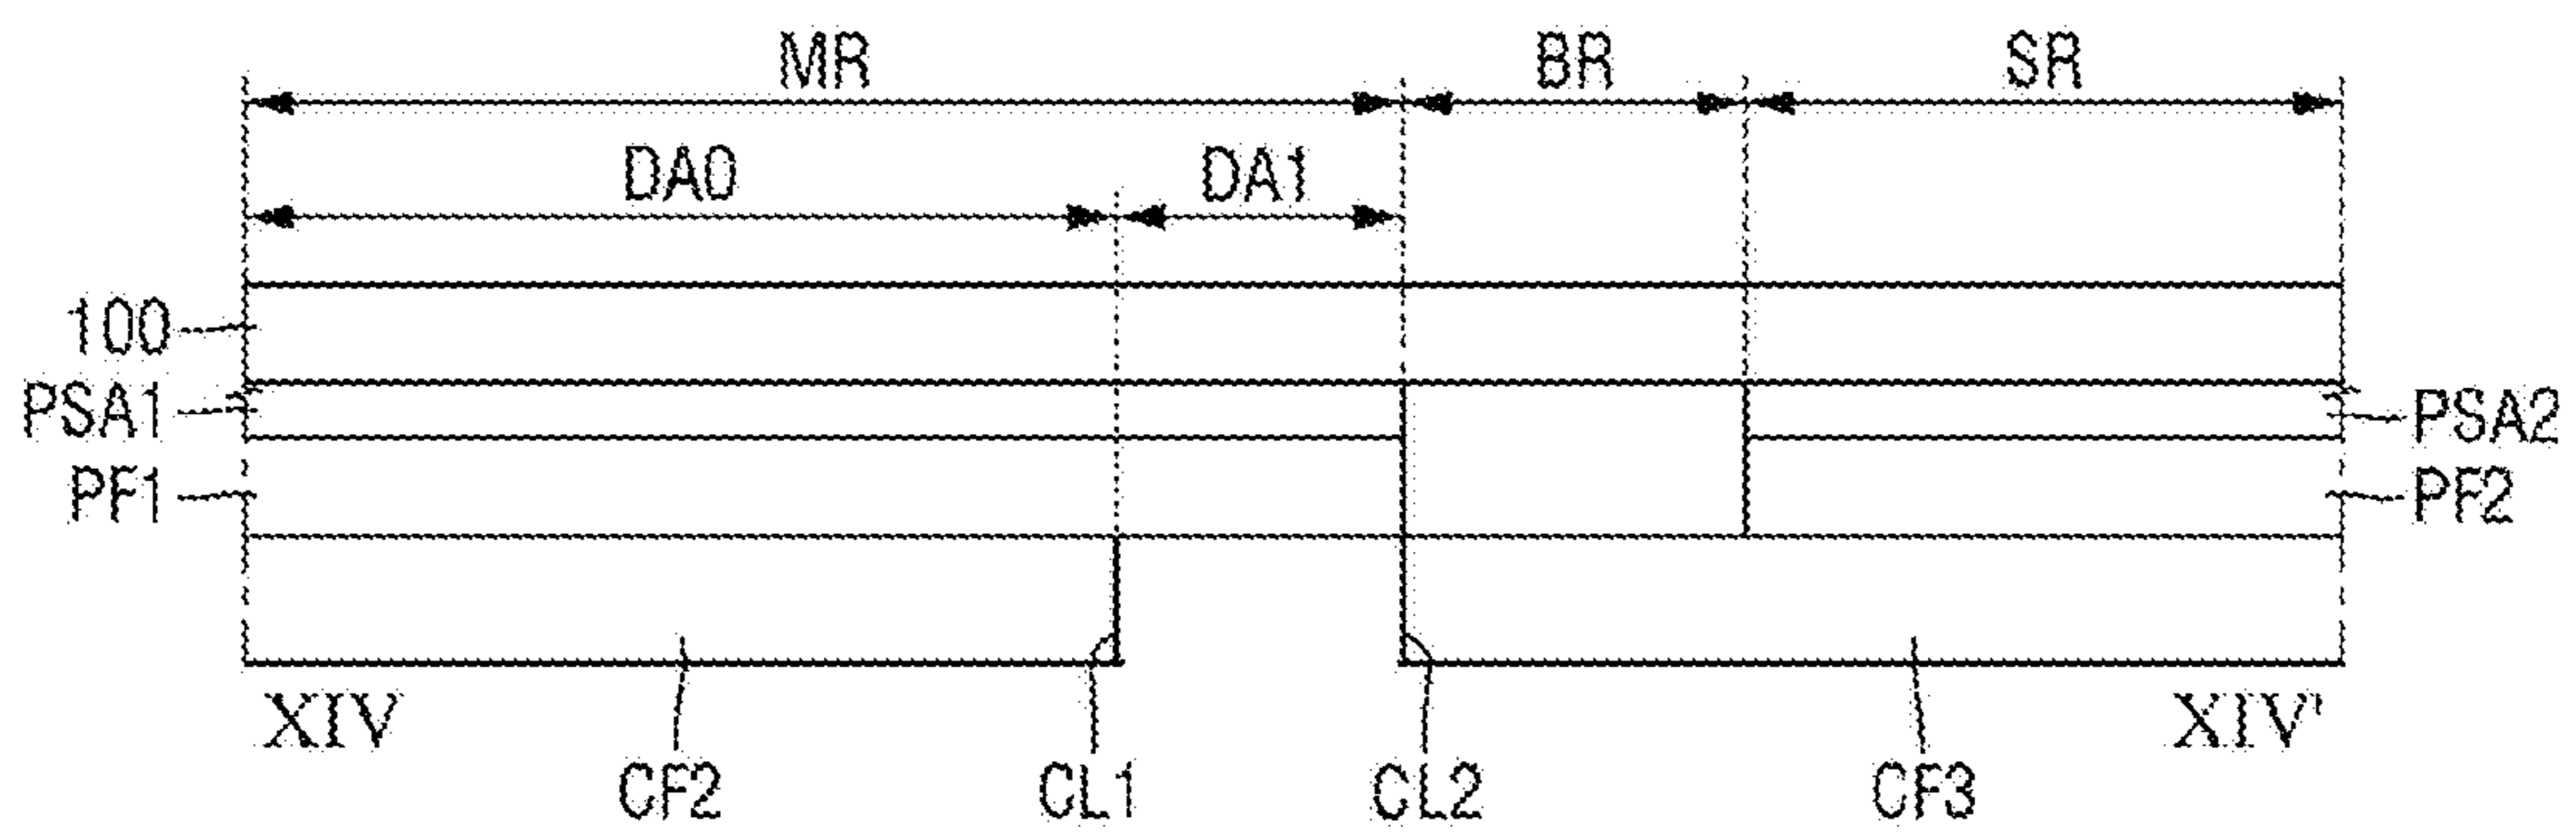 MR BR SR
DA0 DA1
100
PSA1 PSA2
PF1 PF2
XIV XIV'
CF2 CL1 CL2 CF3